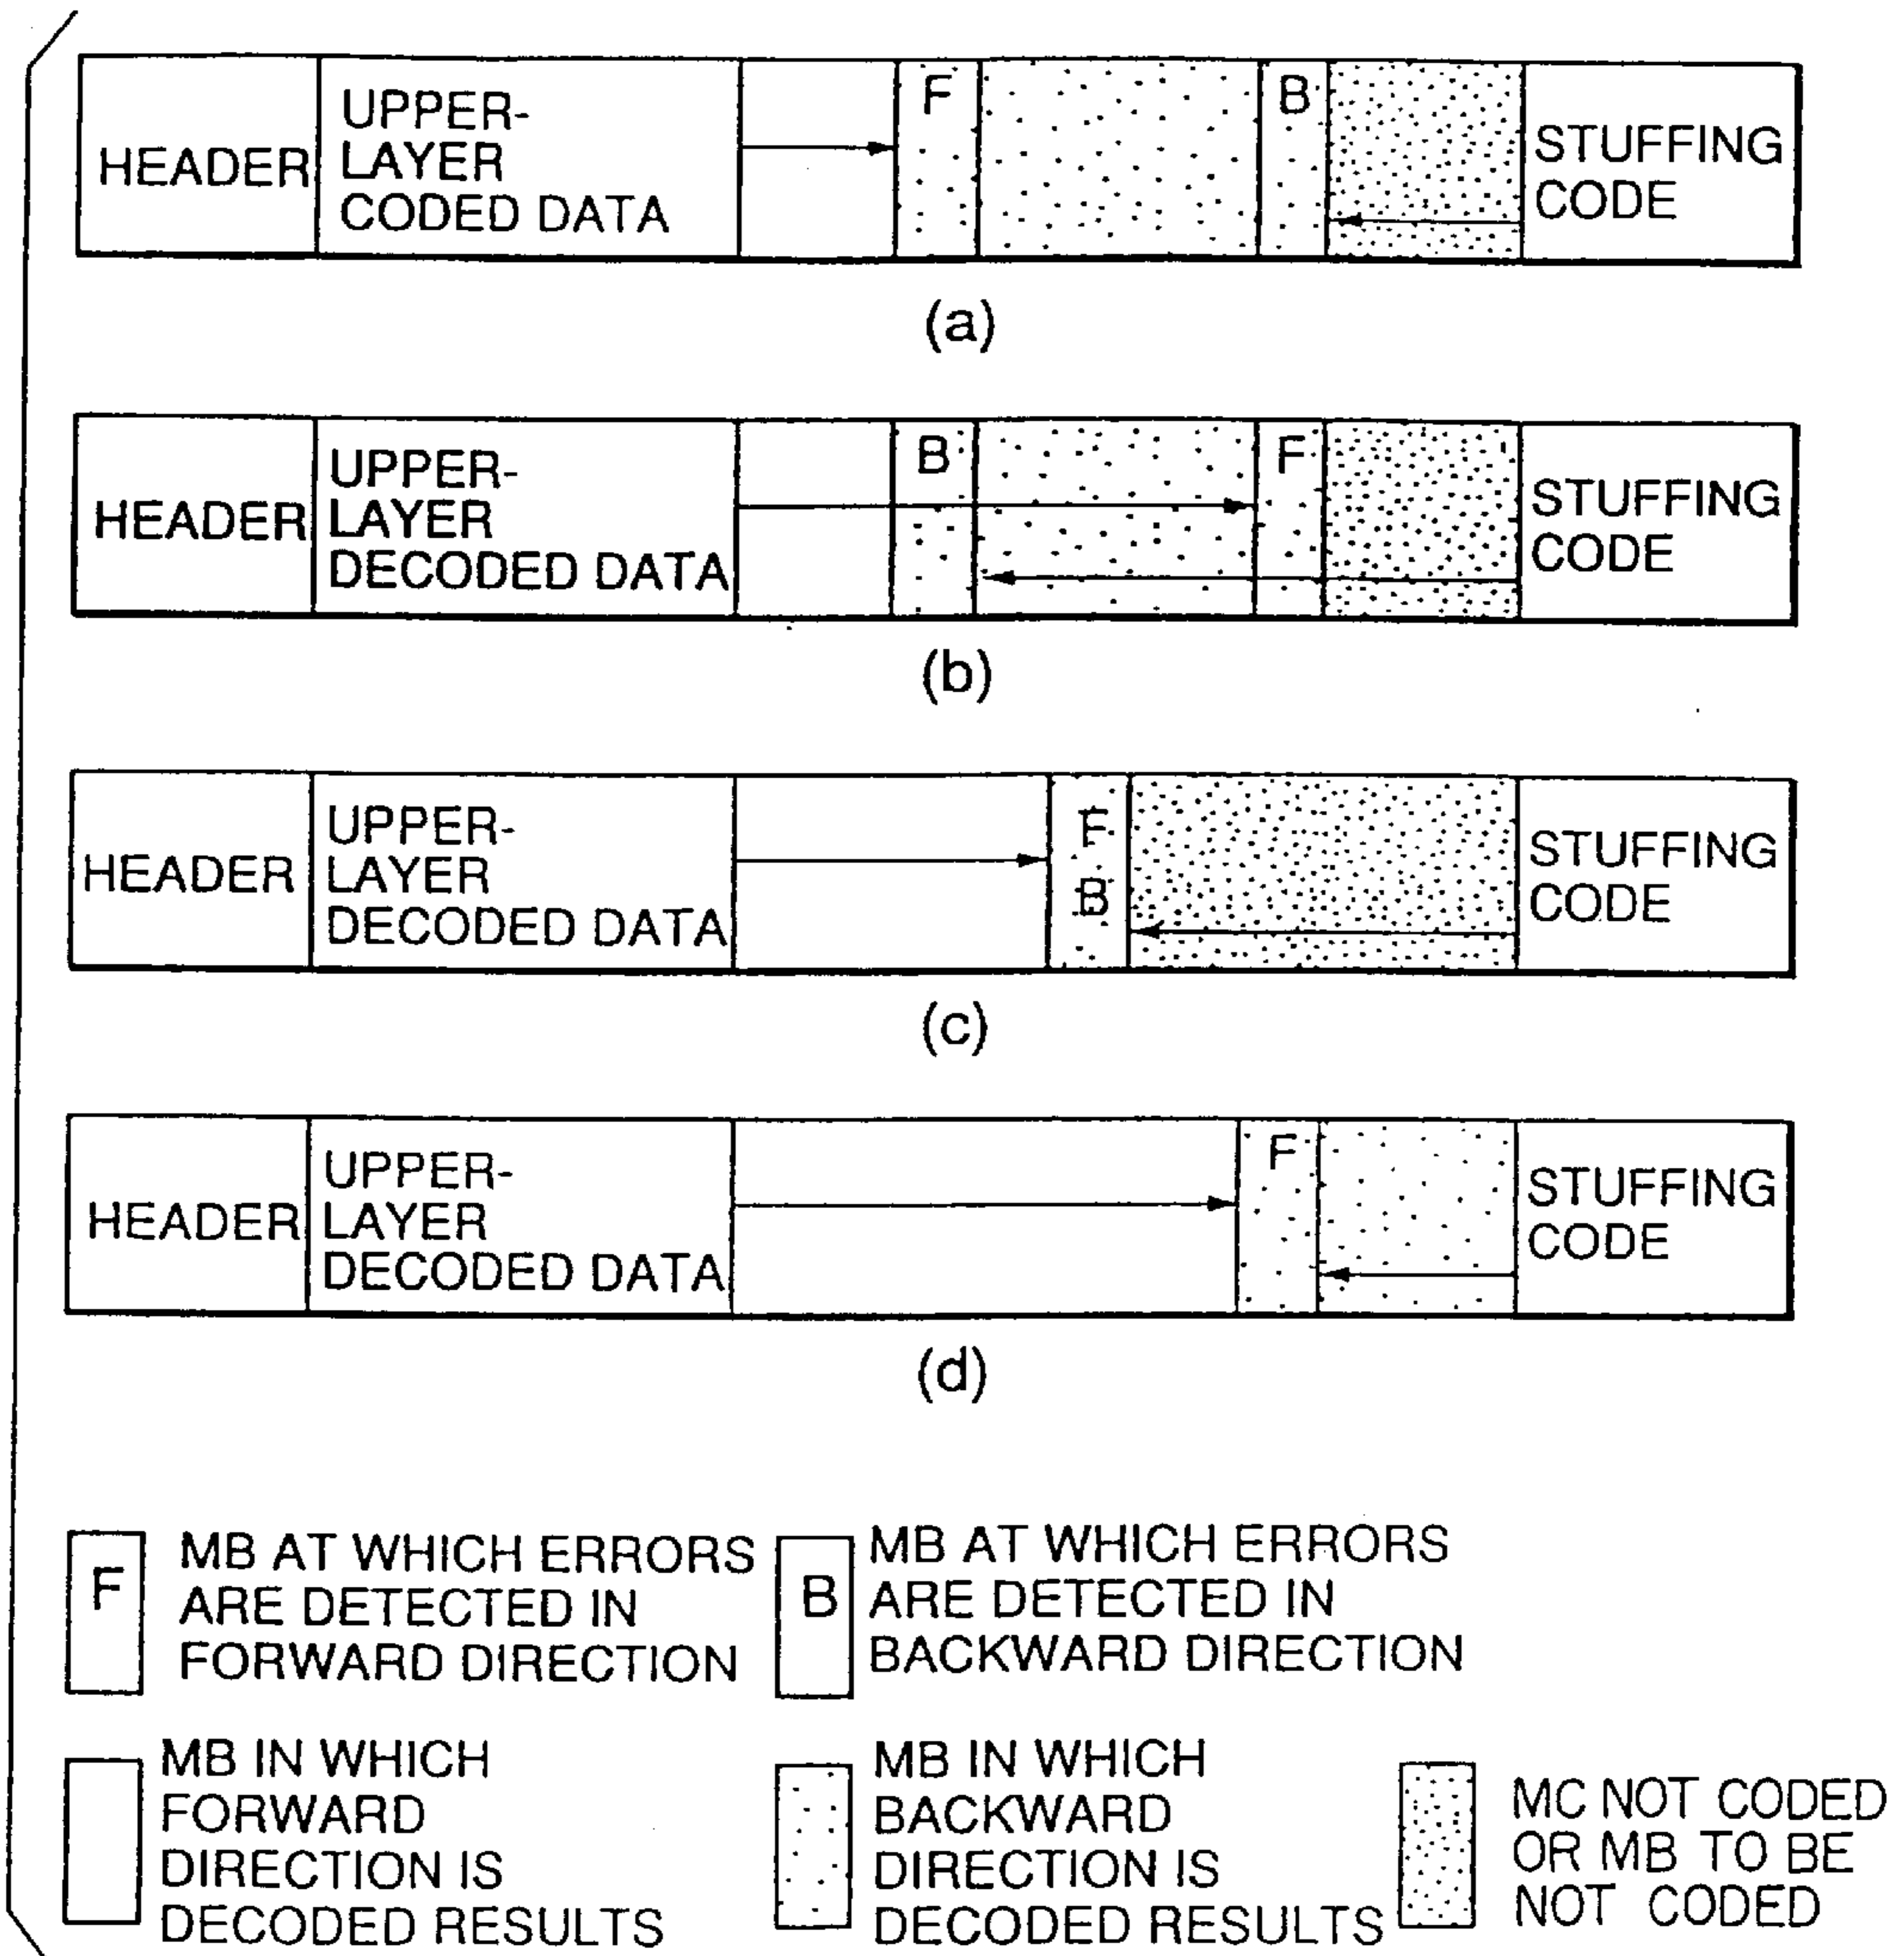 HEADER
UPPER-
LAYER
CODED DATA
F
B
STUFFING
CODE
(a)
HEADER
UPPER-
LAYER
DECODED DATA
B
F
STUFFING
CODE
(b)
HEADER
UPPER-
LAYER
DECODED DATA
F
B
STUFFING
CODE
(c)
HEADER
UPPER-
LAYER
DECODED DATA
F
STUFFING
CODE
(d)
F
MB AT WHICH ERRORS
ARE DETECTED IN
FORWARD DIRECTION
B
MB AT WHICH ERRORS
ARE DETECTED IN
BACKWARD DIRECTION
MB IN WHICH
FORWARD
DIRECTION IS
DECODED RESULTS
MB IN WHICH
BACKWARD
DIRECTION IS
DECODED RESULTS
MC NOT CODED
OR MB TO BE
NOT CODED